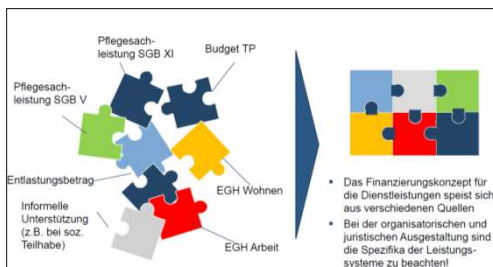 Pflegesach-
leistung SGB XI
Budget TP
Pflegesach-
leistung SGB V
Entlastungsbetrag
EGH Wohnen
Informelle
Unterstützung
(z.B. bei soz.
Teilhabe)
EGH Arbeit
▪ Das Finanzierungskonzept für
die Dienstleistungen speist sich
aus verschiedenen Quellen
▪ Bei der organisatorischen und
juristischen Ausgestaltung sind
die Spezifika der Leistungs-
systeme zu beachten!